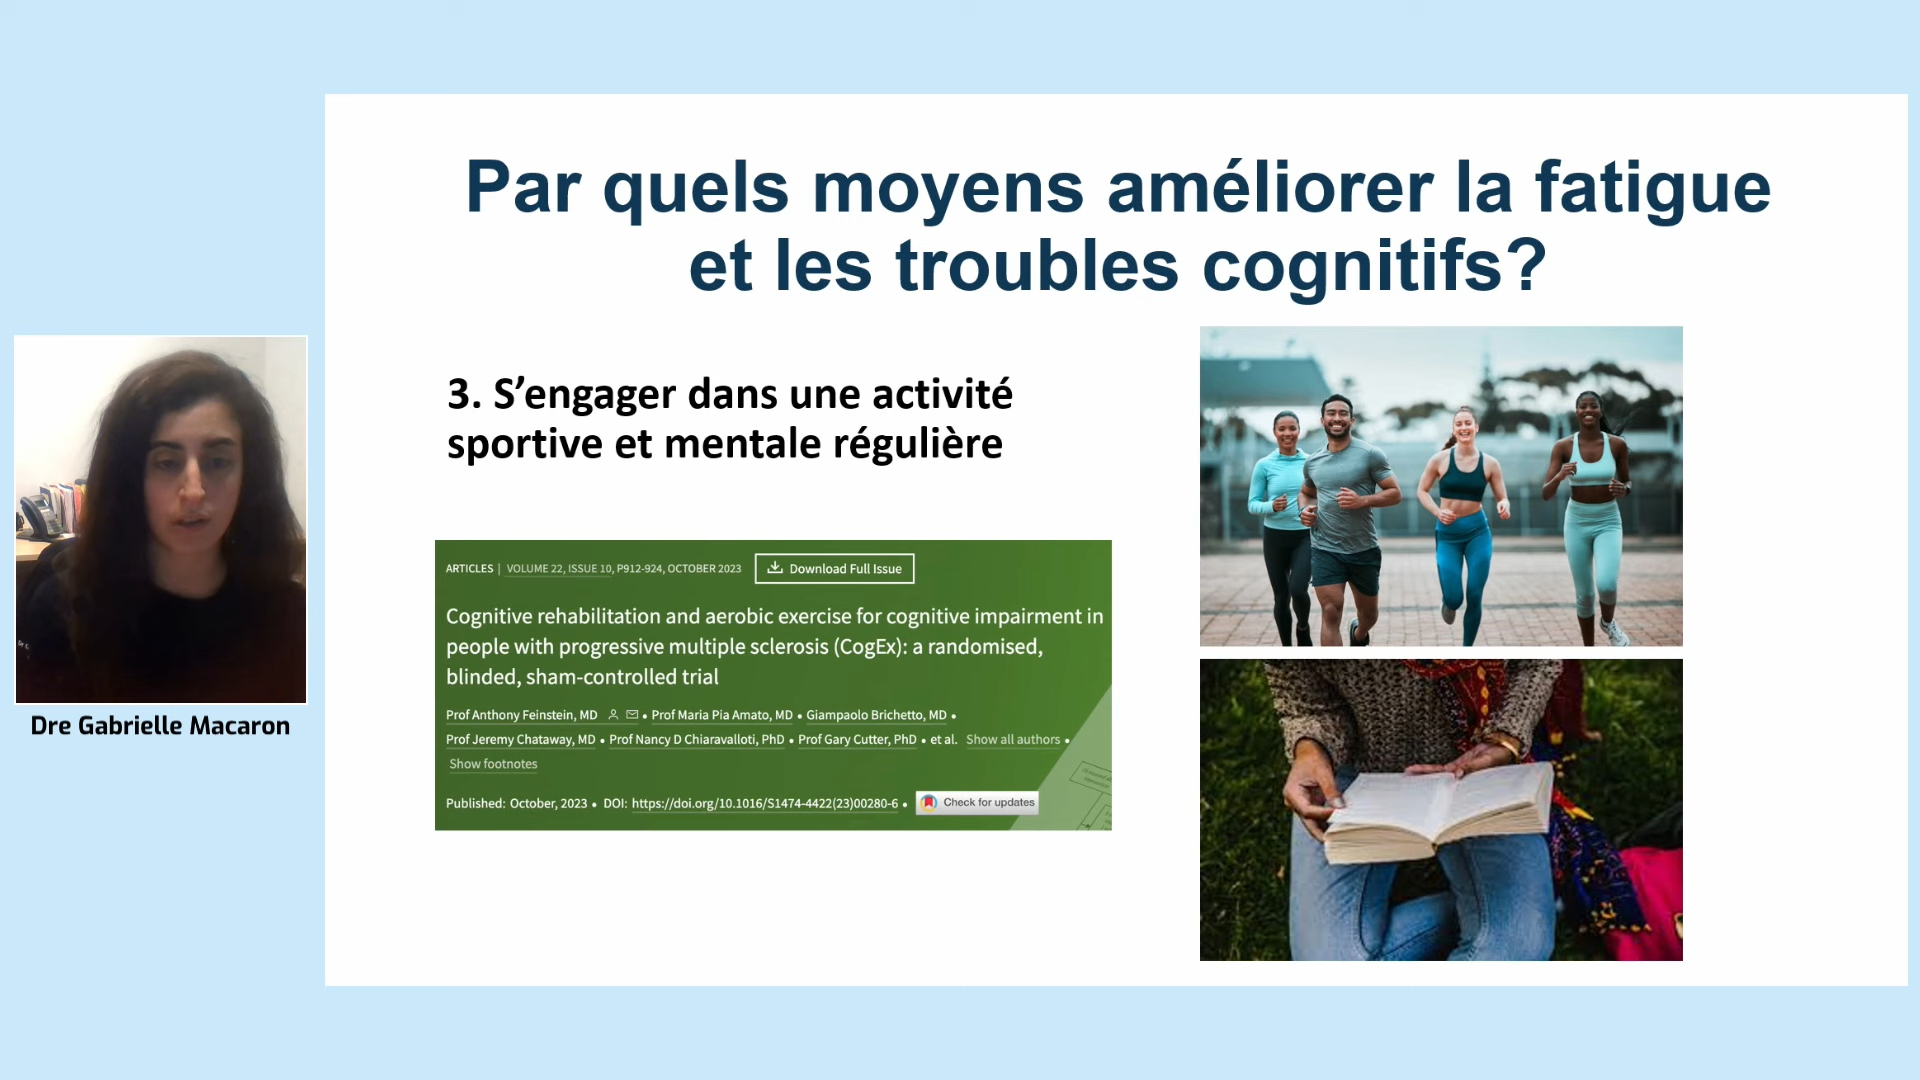 Par quels moyens améliorer la fatigue
et les troubles cognitifs?
3. S’engager dans une activité
sportive et mentale régulière
ARTICLES | VOLUME 22, ISSUE 10, P912-924, OCTOBER 2023 Download Full Issue
Cognitive rehabilitation and aerobic exercise for cognitive impairment in
people with progressive multiple sclerosis (CogEx): a randomised,
blinded, sham-controlled trial
Prof Anthony Feinstein, MD • Prof Maria Pia Amato, MD • Giampaolo Brichetto, MD •
Prof Jeremy Chataway, MD • Prof Nancy D Chiaravalloti, PhD • Prof Gary Cutter, PhD • et al. Show all authors •
Show footnotes
Published: October, 2023 • DOI: https://doi.org/10.1016/S1474-4422(23)00280-6 • Check for updates
Dre Gabrielle Macaron